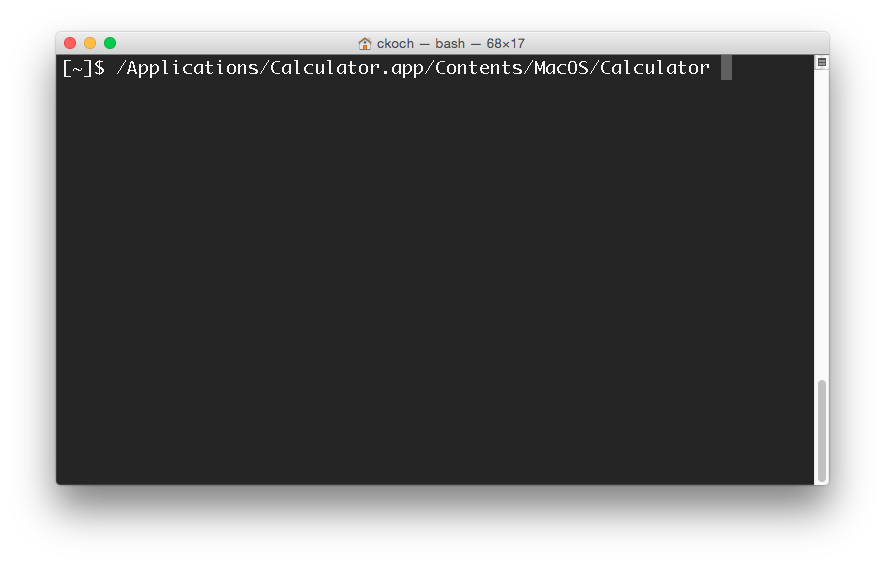 ckoch — bash — 68×17
[~]$ /Applications/Calculator.app/Contents/MacOS/Calculator